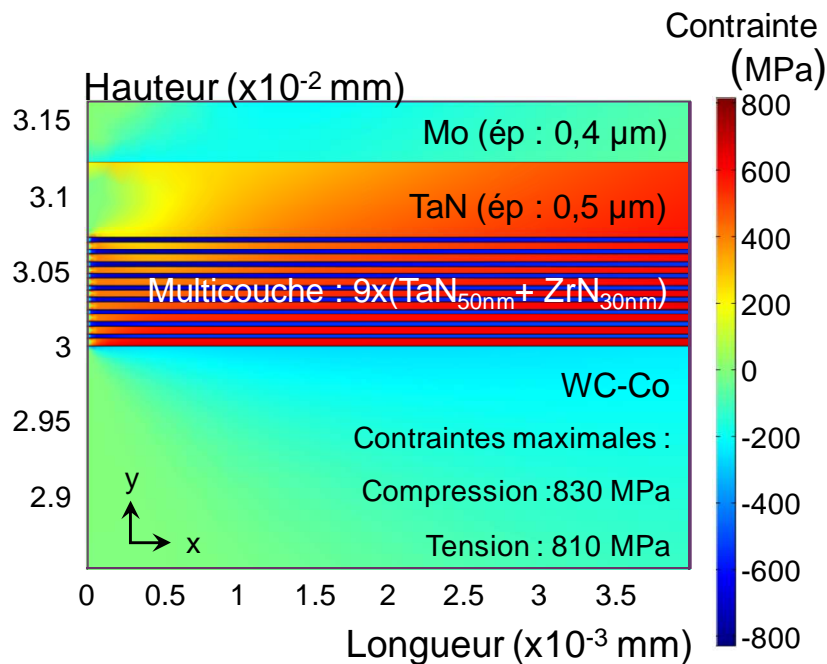 Contrainte
(MPa)
Hauteur (x10⁻² mm)
800
600
400
200
0
-200
-400
-600
-800
3.15
3.1
3.05
3
2.95
2.9
Mo (ép : 0,4 µm)
TaN (ép : 0,5 µm)
Multicouche : 9x(TaN₅₀ₙₘ+ ZrN₃₀ₙₘ)
WC-Co
Contraintes maximales :
Compression :830 MPa
Tension : 810 MPa
y
x
0 0.5 1 1.5 2 2.5 3 3.5
Longueur (x10⁻³ mm)